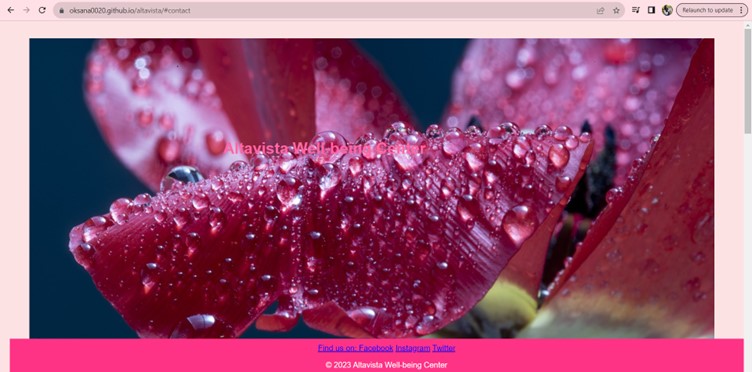 oksana0020.github.io/altavista/#contact
Relaunch to update
Altavista Well-being Center
Find us on: Facebook Instagram Twitter
© 2023 Altavista Well-being Center